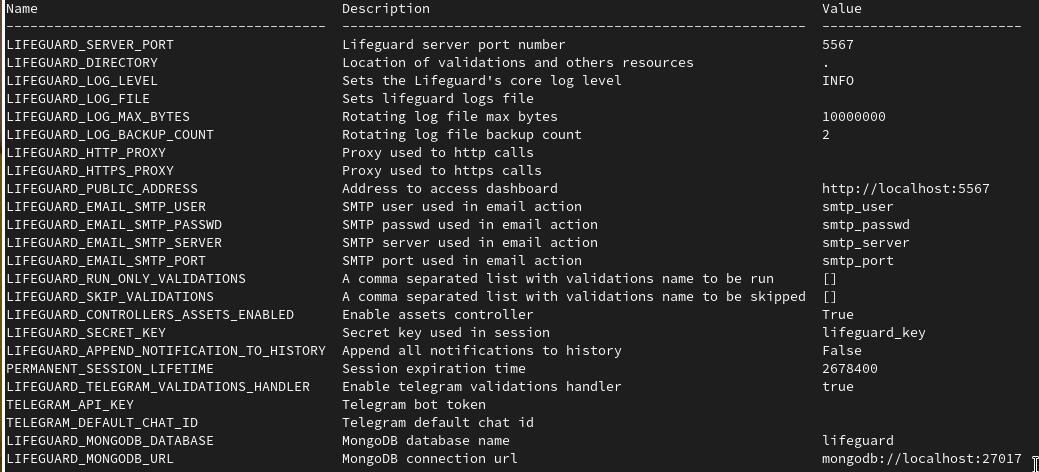 Name Description Value
---------------------------------------- ---------------------------------------------------------- -------------------------
LIFEGUARD_SERVER_PORT Lifeguard server port number 5567
LIFEGUARD_DIRECTORY Location of validations and others resources .
LIFEGUARD_LOG_LEVEL Sets the Lifeguard's core log level INFO
LIFEGUARD_LOG_FILE Sets lifeguard logs file
LIFEGUARD_LOG_MAX_BYTES Rotating log file max bytes 10000000
LIFEGUARD_LOG_BACKUP_COUNT Rotating log file backup count 2
LIFEGUARD_HTTP_PROXY Proxy used to http calls
LIFEGUARD_HTTPS_PROXY Proxy used to https calls
LIFEGUARD_PUBLIC_ADDRESS Address to access dashboard http://localhost:5567
LIFEGUARD_EMAIL_SMTP_USER SMTP user used in email action smtp_user
LIFEGUARD_EMAIL_SMTP_PASSWD SMTP passwd used in email action smtp_passwd
LIFEGUARD_EMAIL_SMTP_SERVER SMTP server used in email action smtp_server
LIFEGUARD_EMAIL_SMTP_PORT SMTP port used in email action smtp_port
LIFEGUARD_RUN_ONLY_VALIDATIONS A comma separated list with validations name to be run []
LIFEGUARD_SKIP_VALIDATIONS A comma separated list with validations name to be skipped []
LIFEGUARD_CONTROLLERS_ASSETS_ENABLED Enable assets controller True
LIFEGUARD_SECRET_KEY Secret key used in session lifeguard_key
LIFEGUARD_APPEND_NOTIFICATION_TO_HISTORY Append all notifications to history False
PERMANENT_SESSION_LIFETIME Session expiration time 2678400
LIFEGUARD_TELEGRAM_VALIDATIONS_HANDLER Enable telegram validations handler true
TELEGRAM_API_KEY Telegram bot token
TELEGRAM_DEFAULT_CHAT_ID Telegram default chat id
LIFEGUARD_MONGODB_DATABASE MongoDB database name lifeguard
LIFEGUARD_MONGODB_URL MongoDB connection url mongodb://localhost:27017